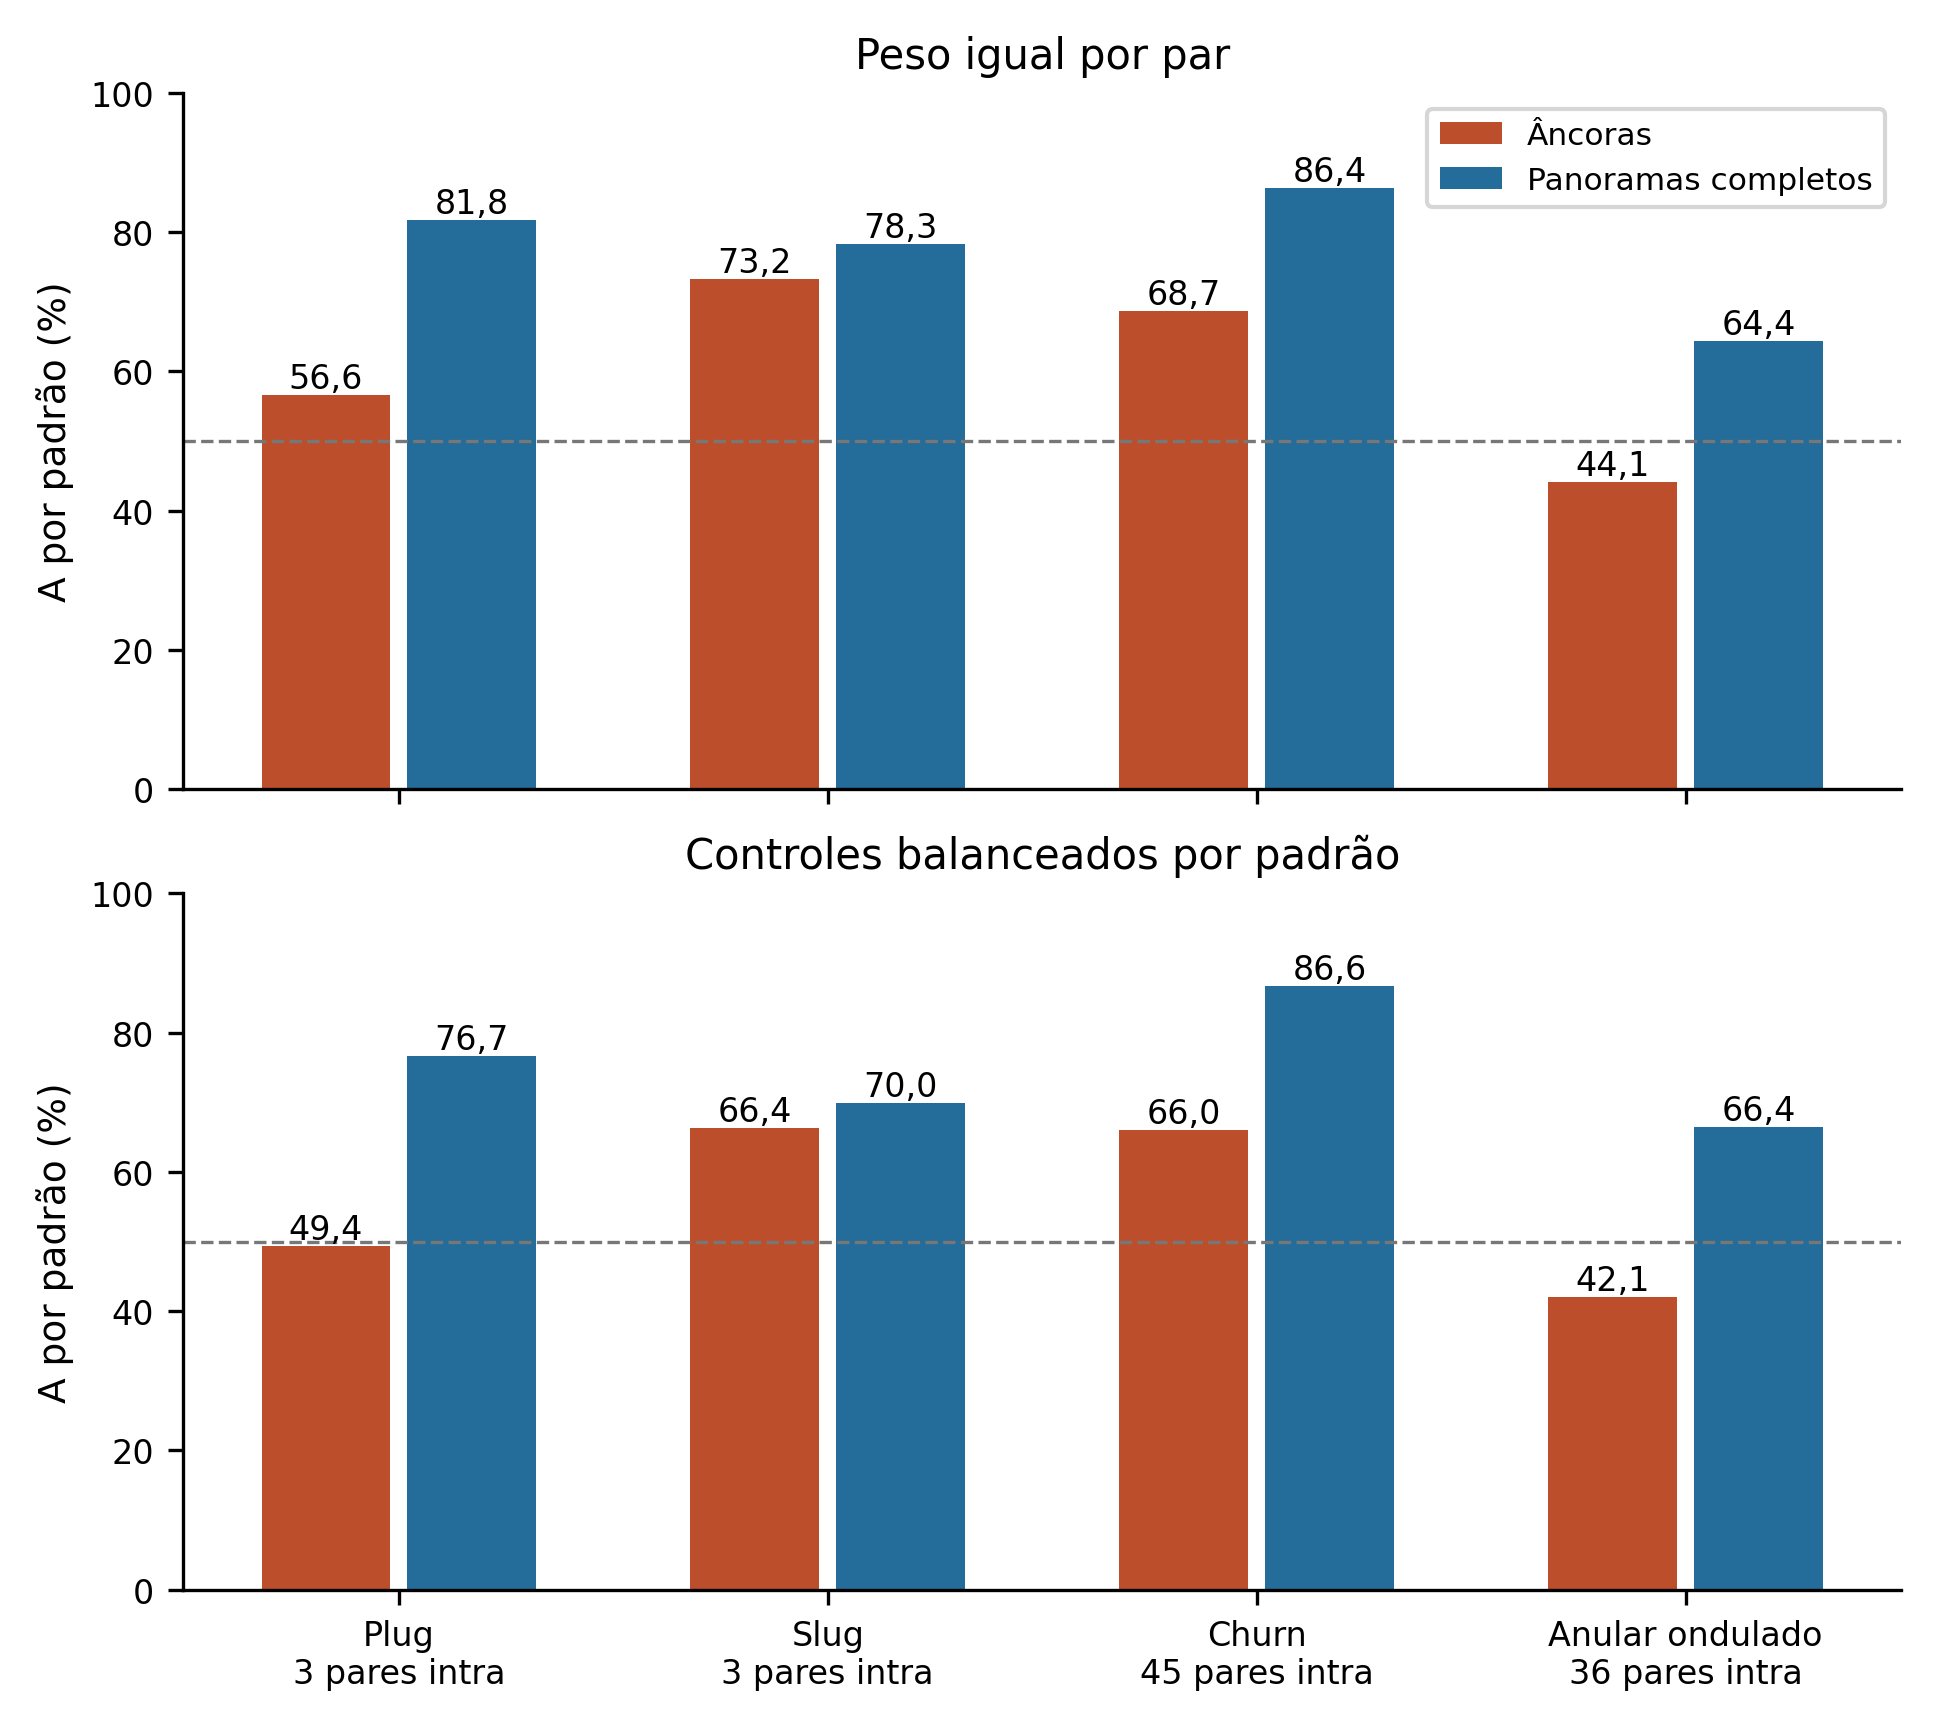 Peso igual por par
A por padrão (%)
100
80
60
40
20
0
Âncoras
Panoramas completos
56,6
81,8
73,2
78,3
68,7
86,4
44,1
64,4
Controles balanceados por padrão
A por padrão (%)
100
80
60
40
20
0
49,4
76,7
66,4
70,0
66,0
86,6
42,1
66,4
Plug
3 pares intra
Slug
3 pares intra
Churn
45 pares intra
Anular ondulado
36 pares intra